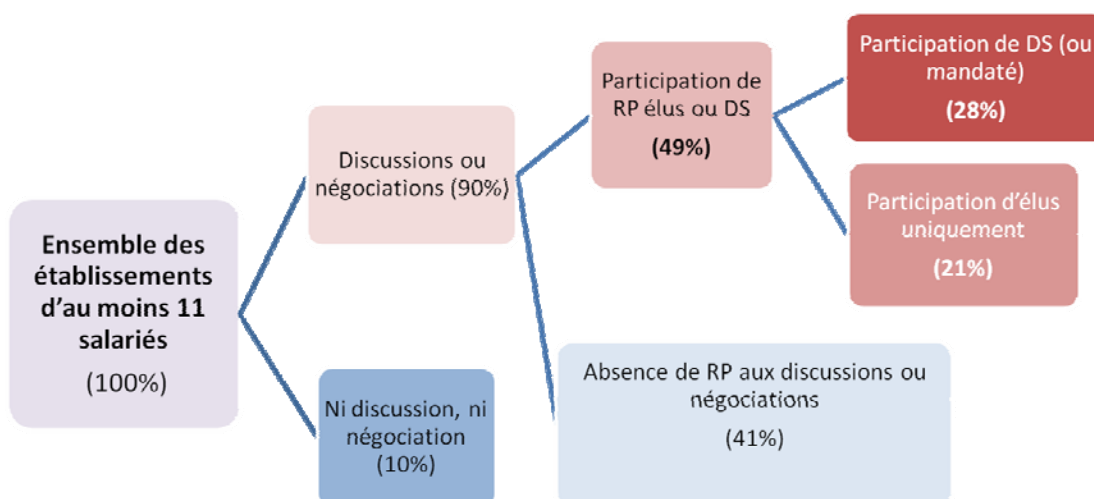 Ensemble des
établissements
d'au moins 11
salariés
(100%)
Discussions ou
négociations (90%)
Ni discussion, ni
négociation
(10%)
Participation de
RP élus ou DS
(49%)
Absence de RP aux discussions ou
négociations
(41%)
Participation de DS (ou
mandaté)
(28%)
Participation d'élus
uniquement
(21%)